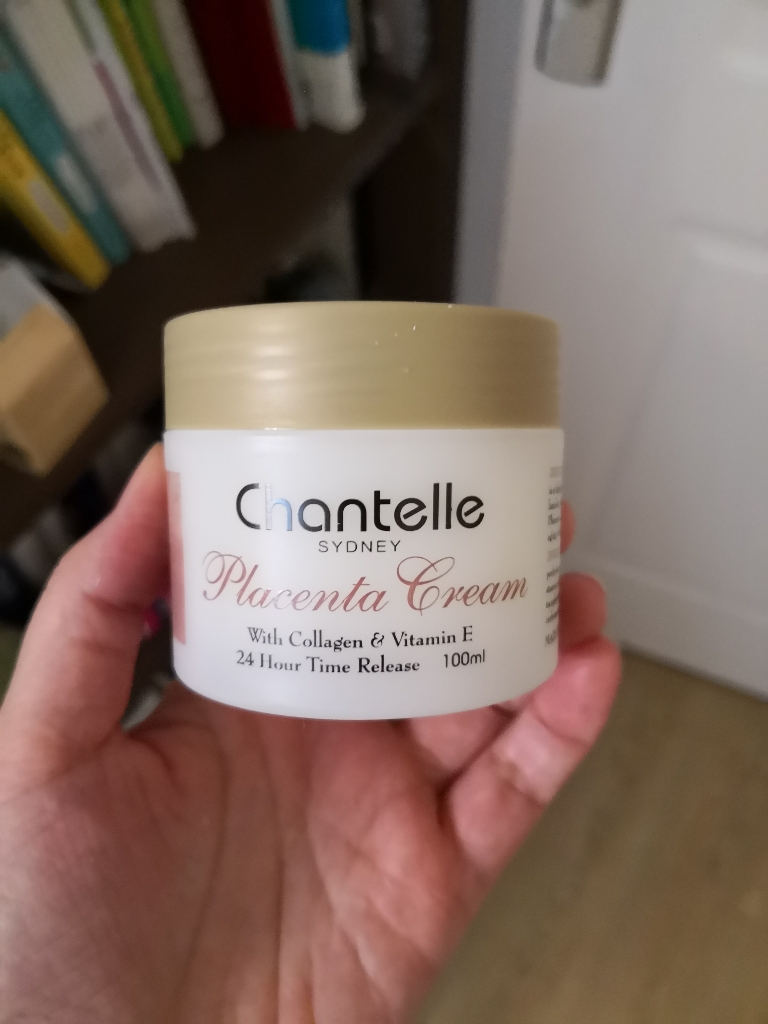 Chantelle
SYDNEY
Placenta Cream
With Collagen & Vitamin E
24 Hour Time Release 100ml